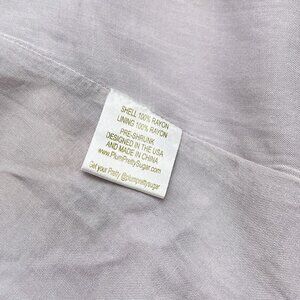 SHELL 100% RAYON
LINING 100% RAYON
PRE-SHRUNK
DESIGNED IN THE USA
AND MADE IN CHINA
www.PlumPrettySugar.com
Get your Pretty @plumprettysugar